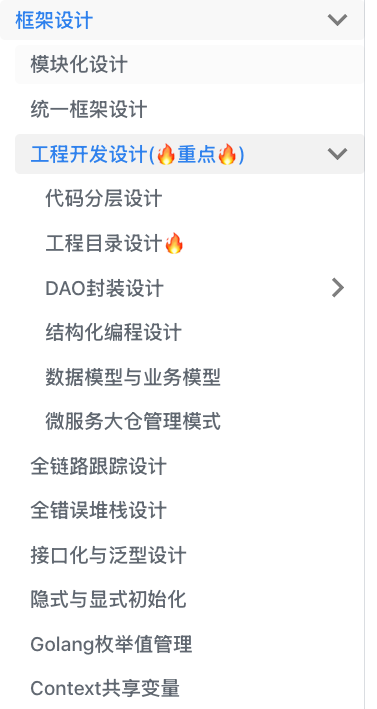 框架设计
模块化设计
统一框架设计
工程开发设计(🔥重点🔥)
代码分层设计
工程目录设计🔥
DAO封装设计
结构化编程设计
数据模型与业务模型
微服务大仓管理模式
全链路跟踪设计
全错误堆栈设计
接口化与泛型设计
隐式与显式初始化
Golang枚举值管理
Context共享变量